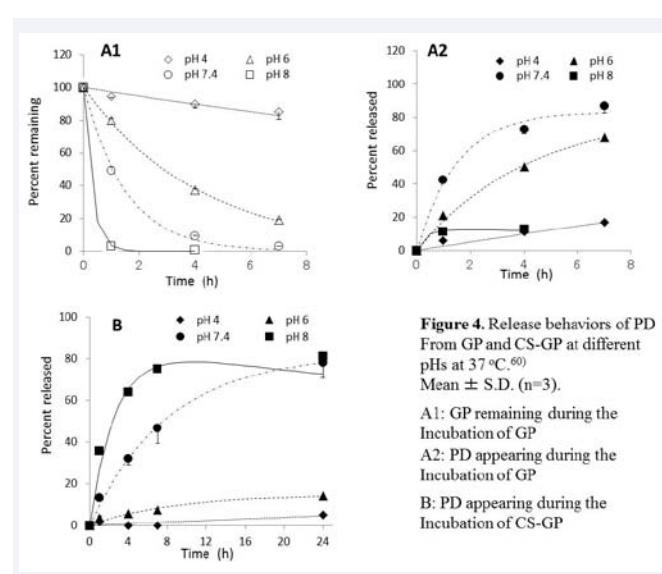 A1
pH 4
pH 6
pH 7.4
pH 8
Percent remaining
120
100
80
60
40
20
0
0 2 4 6 8
Time (h)
A2
pH 4
pH 6
pH 7.4
pH 8
Percent released
120
100
80
60
40
20
0
0 2 4 6 8
Time (h)
B
pH 4
pH 6
pH 7.4
pH 8
Percent released
100
80
60
40
20
0
0 4 8 12 16 20 24
Time (h)
Figure 4. Release behaviors of PD
From GP and CS-GP at different
pHs at 37 °C.60)
Mean ± S.D. (n=3).
A1: GP remaining during the
Incubation of GP
A2: PD appearing during the
Incubation of GP
B: PD appearing during the
Incubation of CS-GP